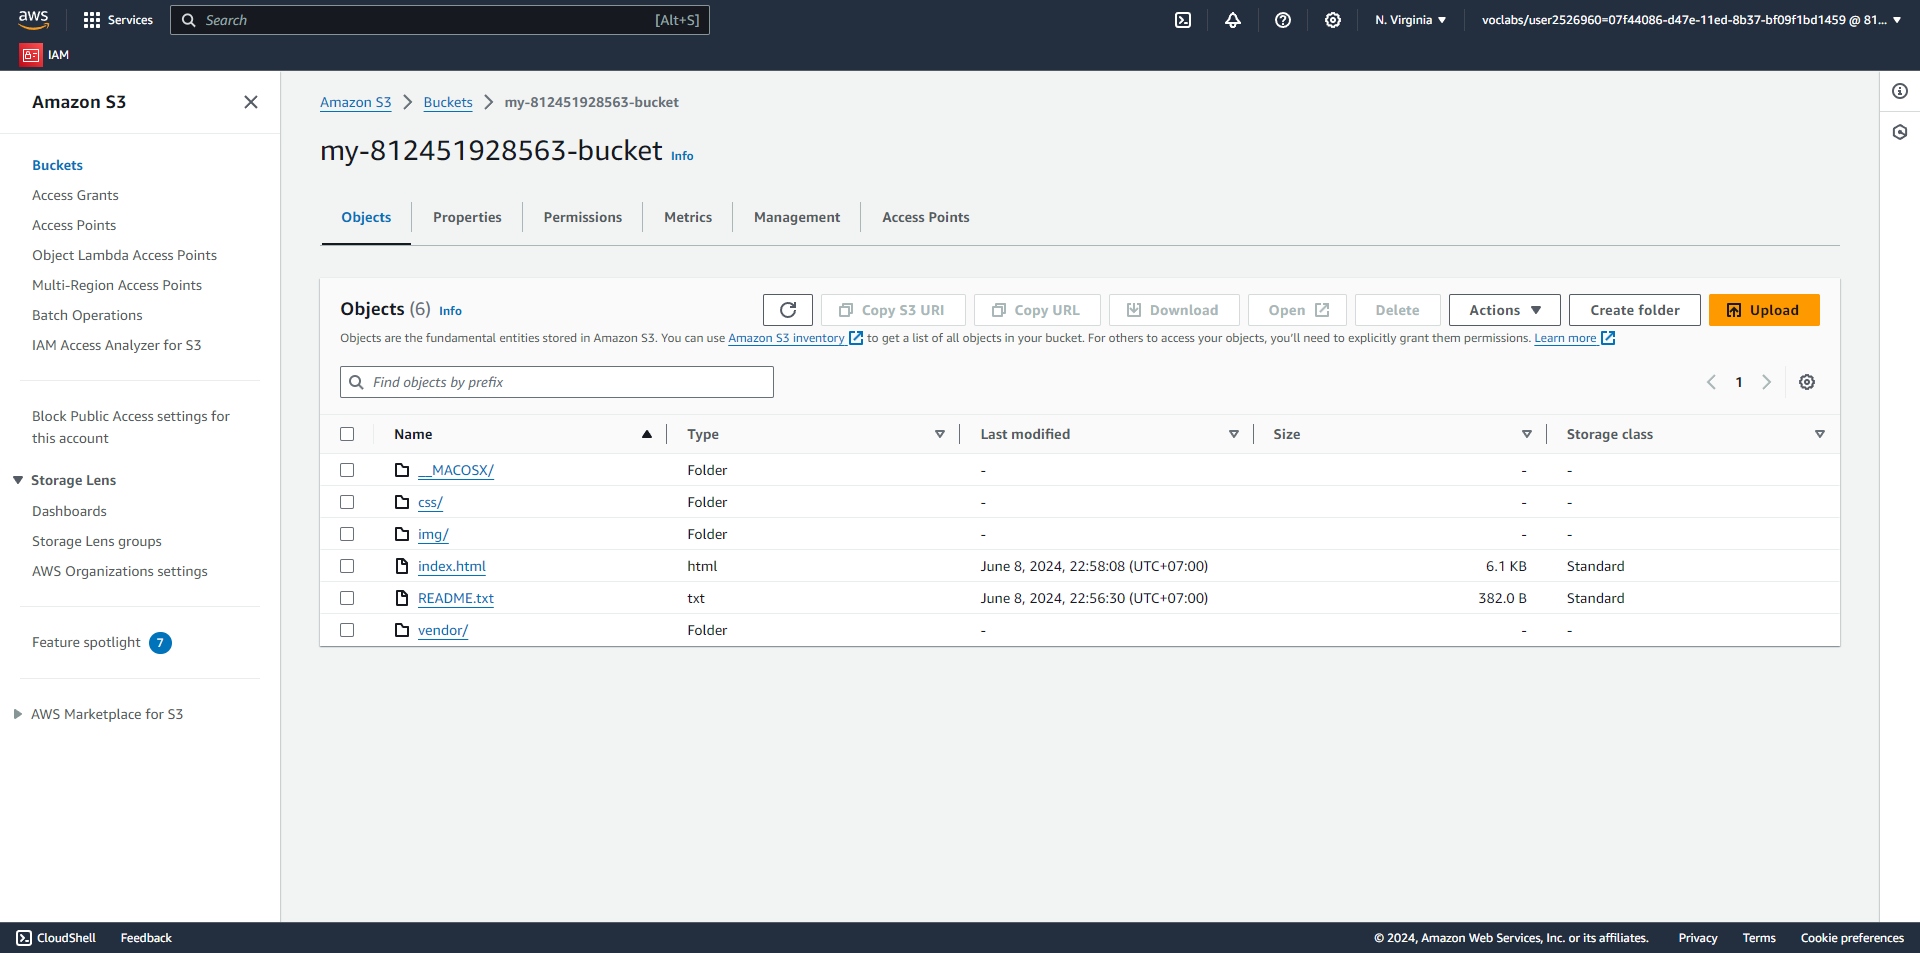 aws Services Search [Alt+S] N. Virginia voclabs/user2526960=07f44086-d47e-11ed-8b37-bf09f1bd1459 @ 81...
IAM
Amazon S3
Buckets
Access Grants
Access Points
Object Lambda Access Points
Multi-Region Access Points
Batch Operations
IAM Access Analyzer for S3
Block Public Access settings for
this account
Storage Lens
Dashboards
Storage Lens groups
AWS Organizations settings
Feature spotlight 7
AWS Marketplace for S3
Amazon S3 Buckets my-812451928563-bucket
my-812451928563-bucket Info
Objects Properties Permissions Metrics Management Access Points
Objects (6) Info Copy S3 URI Copy URL Download Open Delete Actions Create folder Upload
Objects are the fundamental entities stored in Amazon S3. You can use Amazon S3 inventory to get a list of all objects in your bucket. For others to access your objects, you'll need to explicitly grant them permissions. Learn more
Find objects by prefix 1
Name Type Last modified Size Storage class
__MACOSX/ Folder - - -
css/ Folder - - -
img/ Folder - - -
index.html html June 8, 2024, 22:58:08 (UTC+07:00) 6.1 KB Standard
README.txt txt June 8, 2024, 22:56:30 (UTC+07:00) 382.0 B Standard
vendor/ Folder - - -
CloudShell Feedback © 2024, Amazon Web Services, Inc. or its affiliates. Privacy Terms Cookie preferences